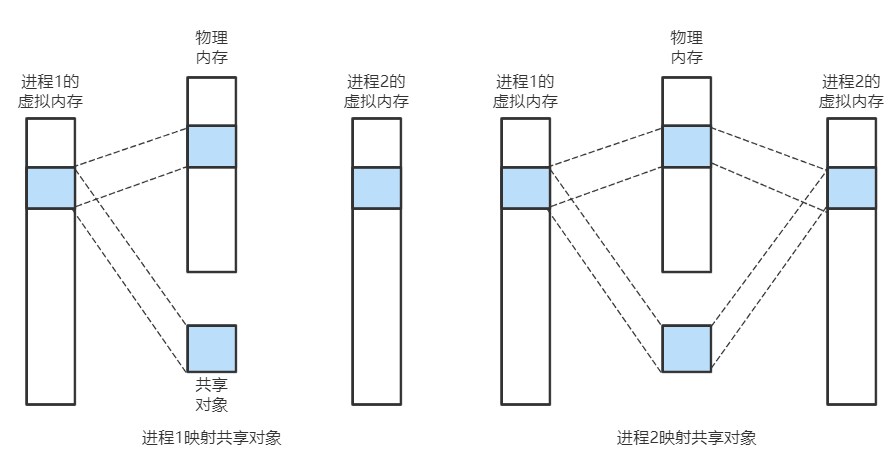 物理
内存
进程1的
虚拟内存
进程2的
虚拟内存
共享
对象
进程1映射共享对象
物理
内存
进程1的
虚拟内存
进程2的
虚拟内存
进程2映射共享对象